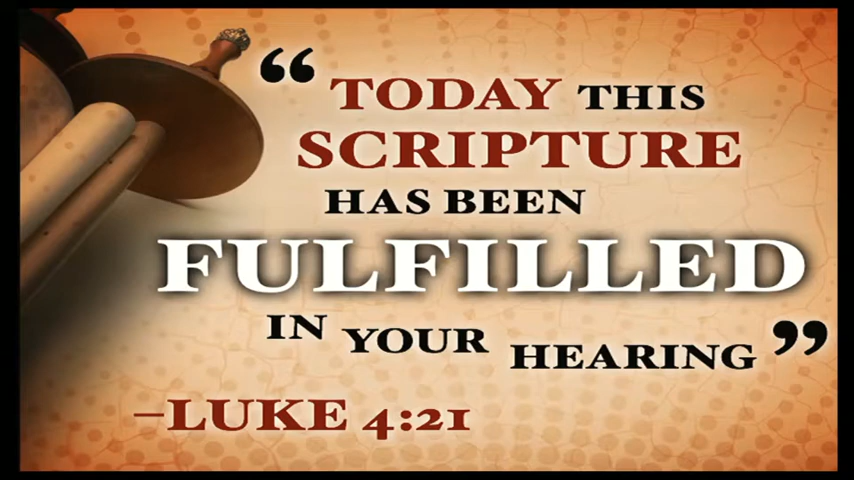 “ TODAY THIS
SCRIPTURE
HAS BEEN
FULFILLED
IN YOUR HEARING ”
–LUKE 4:21